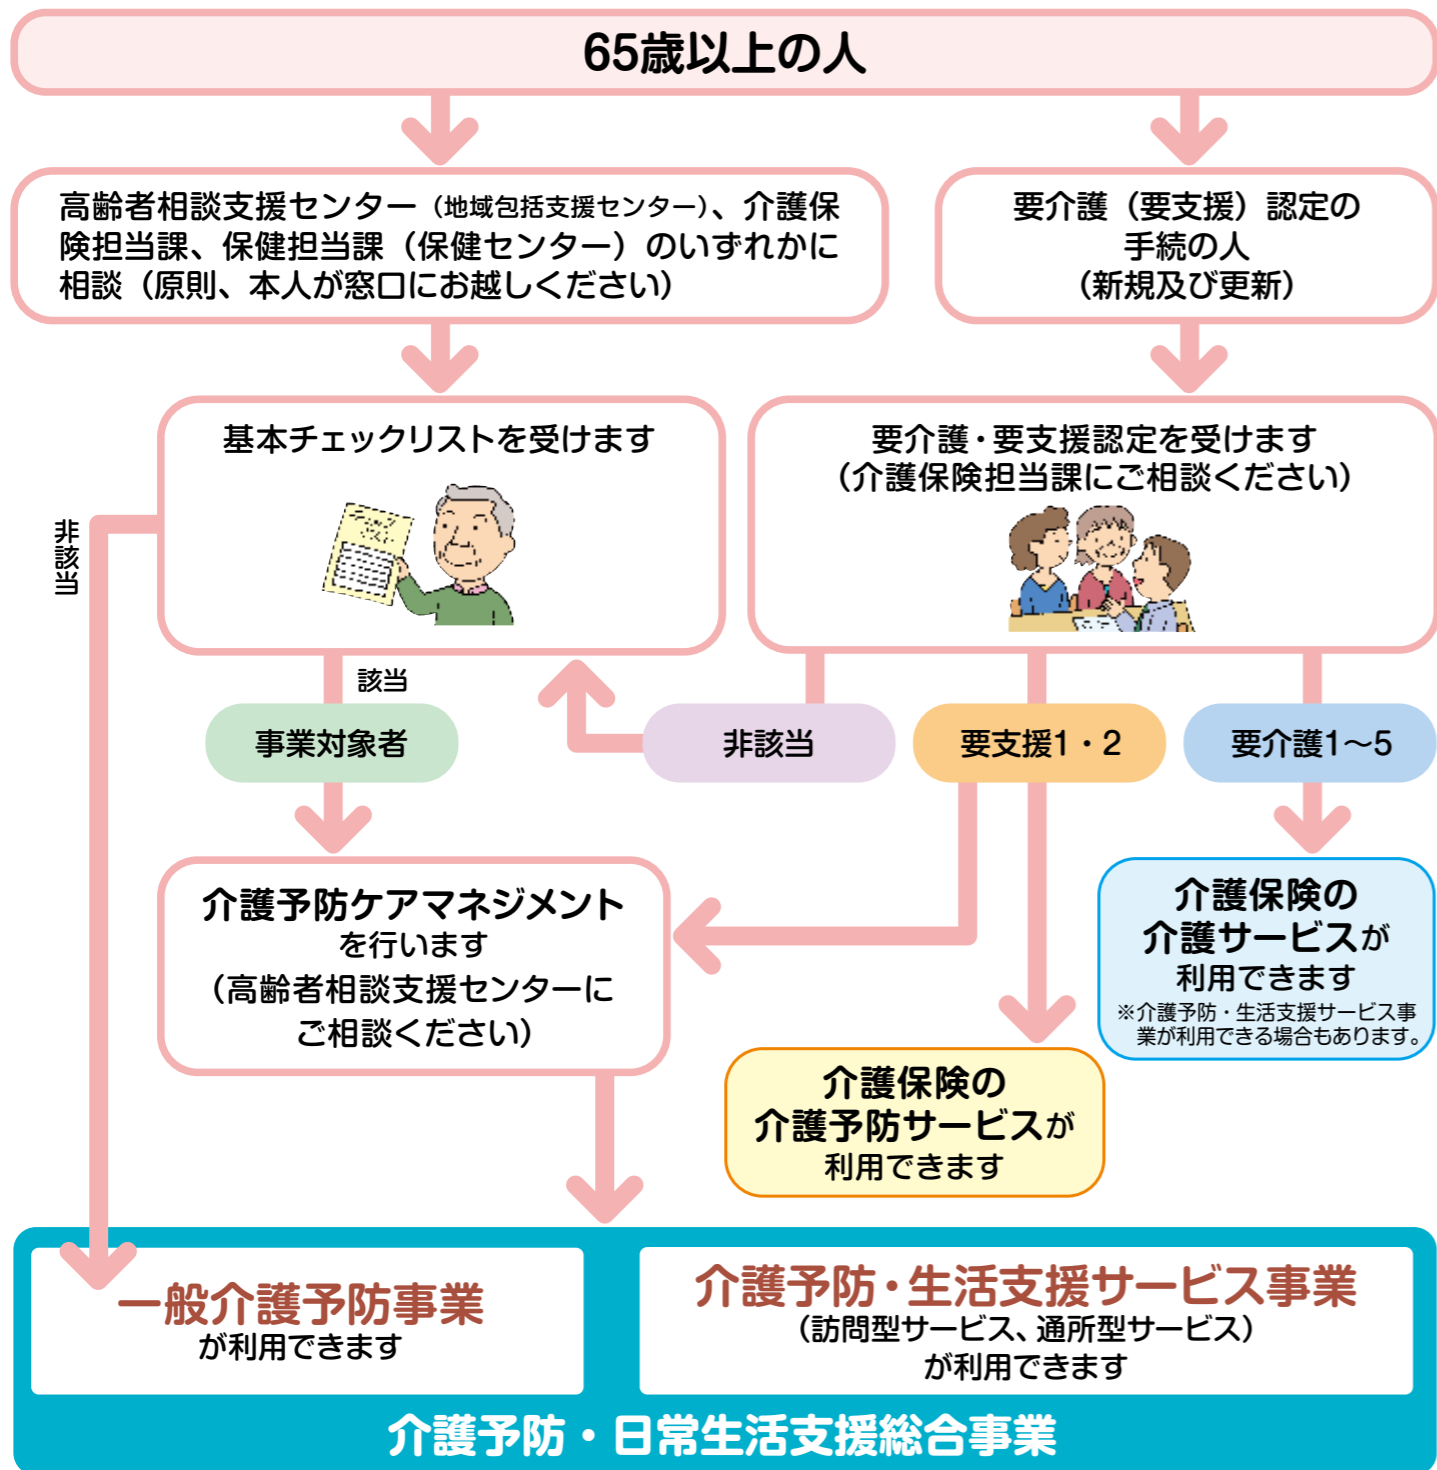 65歳以上の人
高齢者相談支援センター（地域包括支援センター）、介護保
険担当課、保健担当課（保健センター）のいずれかに
相談（原則、本人が窓口にお越しください）
要介護（要支援）認定の
手続の人
（新規及び更新）
基本チェックリストを受けます
要介護・要支援認定を受けます
（介護保険担当課にご相談ください）
チェック
リスト
非該当
該当
事業対象者
非該当
要支援1・2
要介護1～5
介護予防ケアマネジメント
を行います
（高齢者相談支援センターに
ご相談ください）
介護保険の
介護サービスが
利用できます
※介護予防・生活支援サービス事
業が利用できる場合もあります。
介護保険の
介護予防サービスが
利用できます
一般介護予防事業
が利用できます
介護予防・生活支援サービス事業
（訪問型サービス、通所型サービス）
が利用できます
介護予防・日常生活支援総合事業